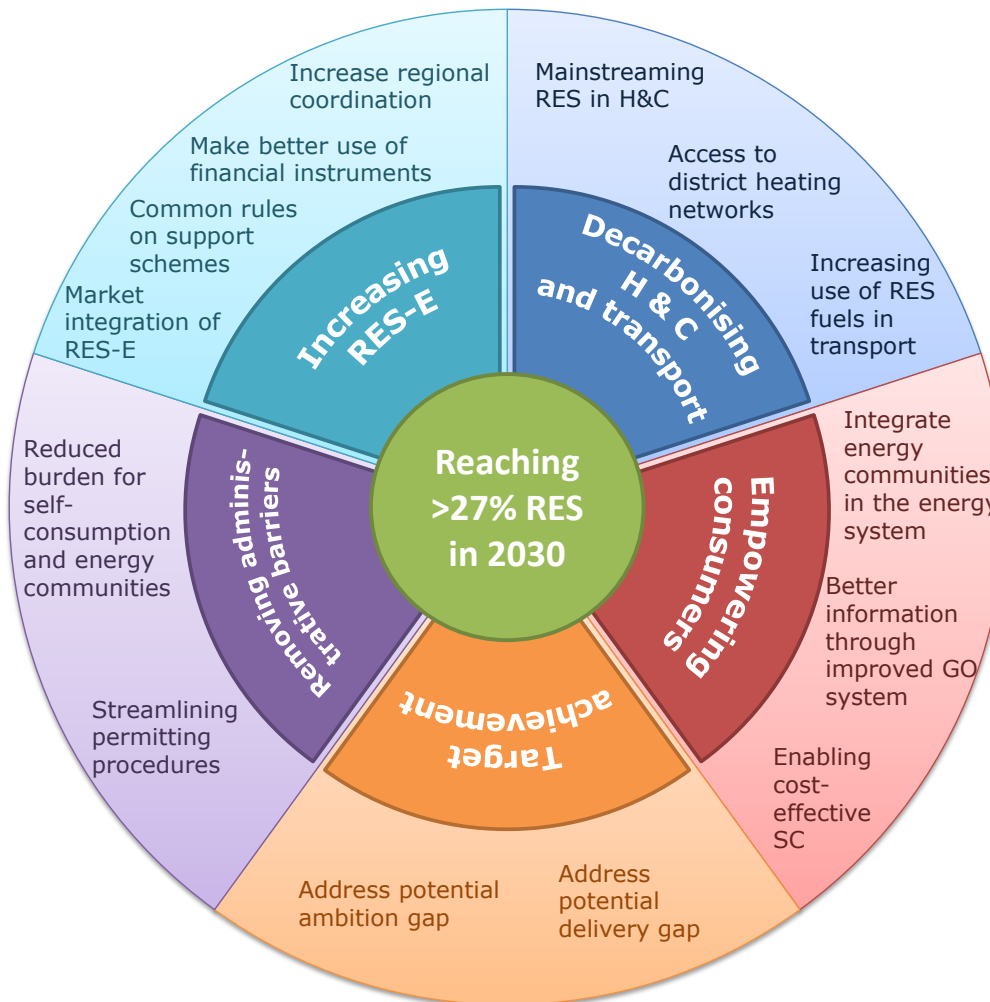 Reaching
>27% RES
in 2030
Increasing
RES-E
Increase regional
coordination
Make better use of
financial instruments
Common rules
on support
schemes
Market
integration of
RES-E
Decarbonising
H & C
and transport
Mainstreaming
RES in H&C
Access to
district heating
networks
Increasing
use of RES
fuels in
transport
Empowering
consumers
Integrate
energy
communities
in the energy
system
Better
information
through
improved GO
system
Enabling
cost-
effective
SC
Target
achievement
Address potential
ambition gap
Address
potential
delivery gap
Removing adminis-
trative barriers
Reduced
burden for
self-
consumption
and energy
communities
Streamlining
permitting
procedures